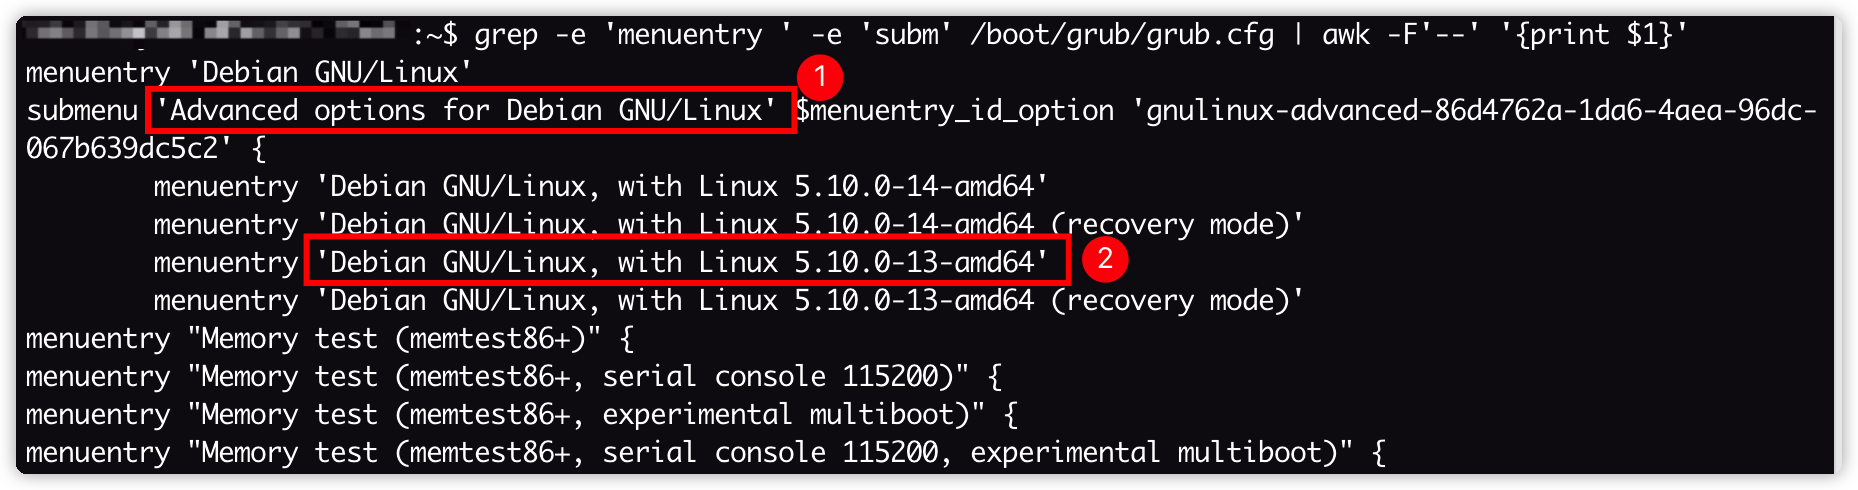 :~$ grep -e 'menuentry ' -e 'subm' /boot/grub/grub.cfg | awk -F'--' '{print $1}'
menuentry 'Debian GNU/Linux'
1
submenu 'Advanced options for Debian GNU/Linux' $menuentry_id_option 'gnulinux-advanced-86d4762a-1da6-4aea-96dc-
067b639dc5c2' {
menuentry 'Debian GNU/Linux, with Linux 5.10.0-14-amd64'
menuentry 'Debian GNU/Linux, with Linux 5.10.0-14-amd64 (recovery mode)'
menuentry 'Debian GNU/Linux, with Linux 5.10.0-13-amd64'
2
menuentry 'Debian GNU/Linux, with Linux 5.10.0-13-amd64 (recovery mode)'
menuentry "Memory test (memtest86+)" {
menuentry "Memory test (memtest86+, serial console 115200)" {
menuentry "Memory test (memtest86+, experimental multiboot)" {
menuentry "Memory test (memtest86+, serial console 115200, experimental multiboot)" {